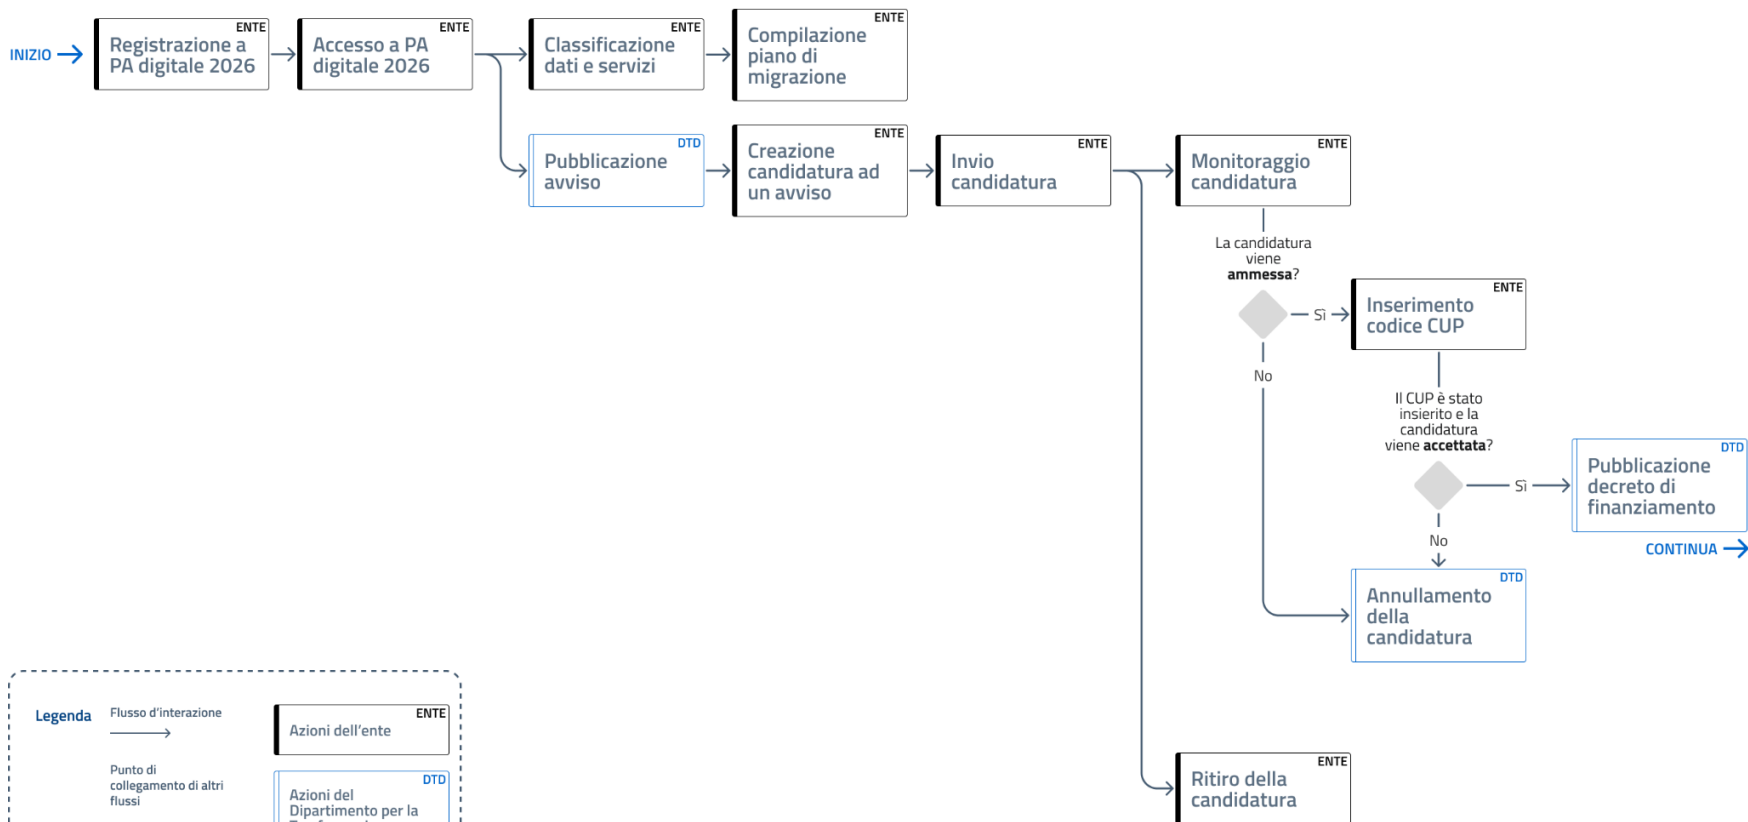 INIZIO
ENTE
Registrazione a
PA digitale 2026
ENTE
Accesso a PA
digitale 2026
ENTE
Classificazione
dati e servizi
ENTE
Compilazione
piano di
migrazione
DTD
Pubblicazione
avviso
ENTE
Creazione
candidatura ad
un avviso
ENTE
Invio
candidatura
ENTE
Monitoraggio
candidatura
La candidatura
viene
ammessa?
Sì
No
ENTE
Inserimento
codice CUP
Il CUP è stato
insierito e la
candidatura
viene accettata?
Sì
No
DTD
Pubblicazione
decreto di
finanziamento
CONTINUA
DTD
Annullamento
della
candidatura
ENTE
Ritiro della
candidatura
Legenda
Flusso d'interazione
Punto di
collegamento di altri
flussi
ENTE
Azioni dell'ente
DTD
Azioni del
Dipartimento per la